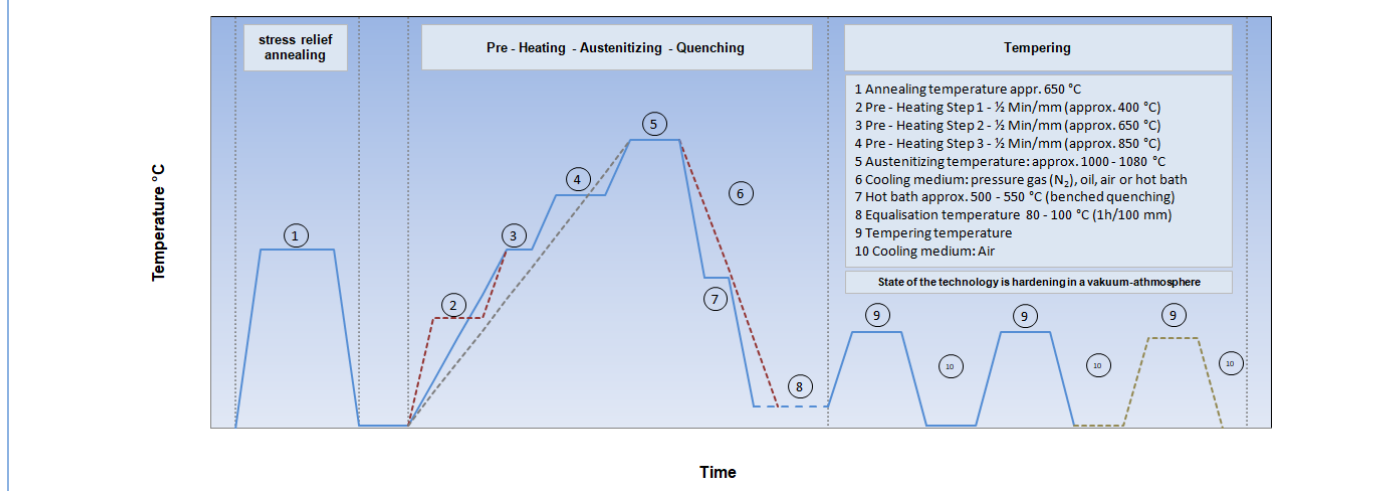 stress relief
annealing
Pre - Heating - Austenitizing - Quenching
Tempering
1 Annealing temperature appr. 650 °C
2 Pre - Heating Step 1 - ½ Min/mm (approx. 400 °C)
3 Pre - Heating Step 2 - ½ Min/mm (approx. 650 °C)
4 Pre - Heating Step 3 - ½ Min/mm (approx. 850 °C)
5 Austenitizing temperature: approx. 1000 - 1080 °C
6 Cooling medium: pressure gas (N₂), oil, air or hot bath
7 Hot bath approx. 500 - 550 °C (benched quenching)
8 Equalisation temperature 80 - 100 °C (1h/100 mm)
9 Tempering temperature
10 Cooling medium: Air
State of the technology is hardening in a vakuum-athmosphere
Temperature °C
1
2
3
4
5
6
7
8
9
10
9
10
9
10
Time